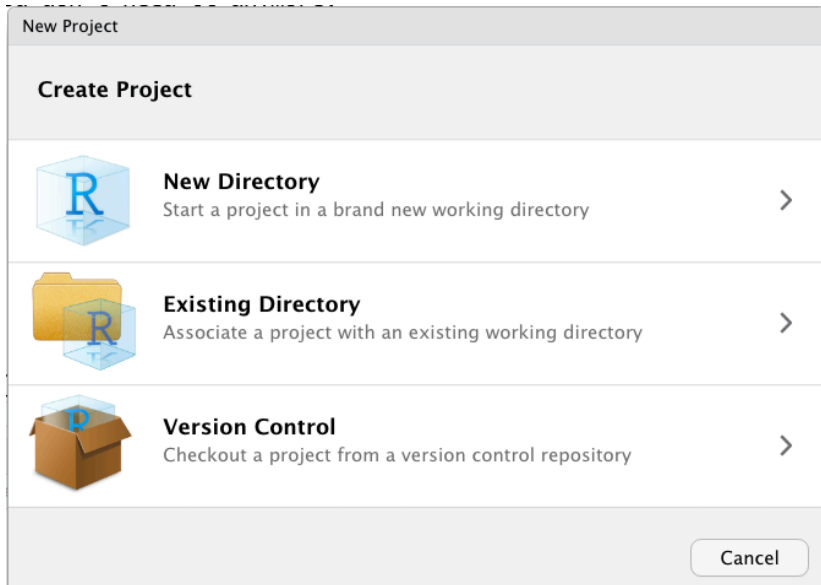 New Project
Create Project
R
New Directory
Start a project in a brand new working directory
R
Existing Directory
Associate a project with an existing working directory
R
Version Control
Checkout a project from a version control repository
Cancel